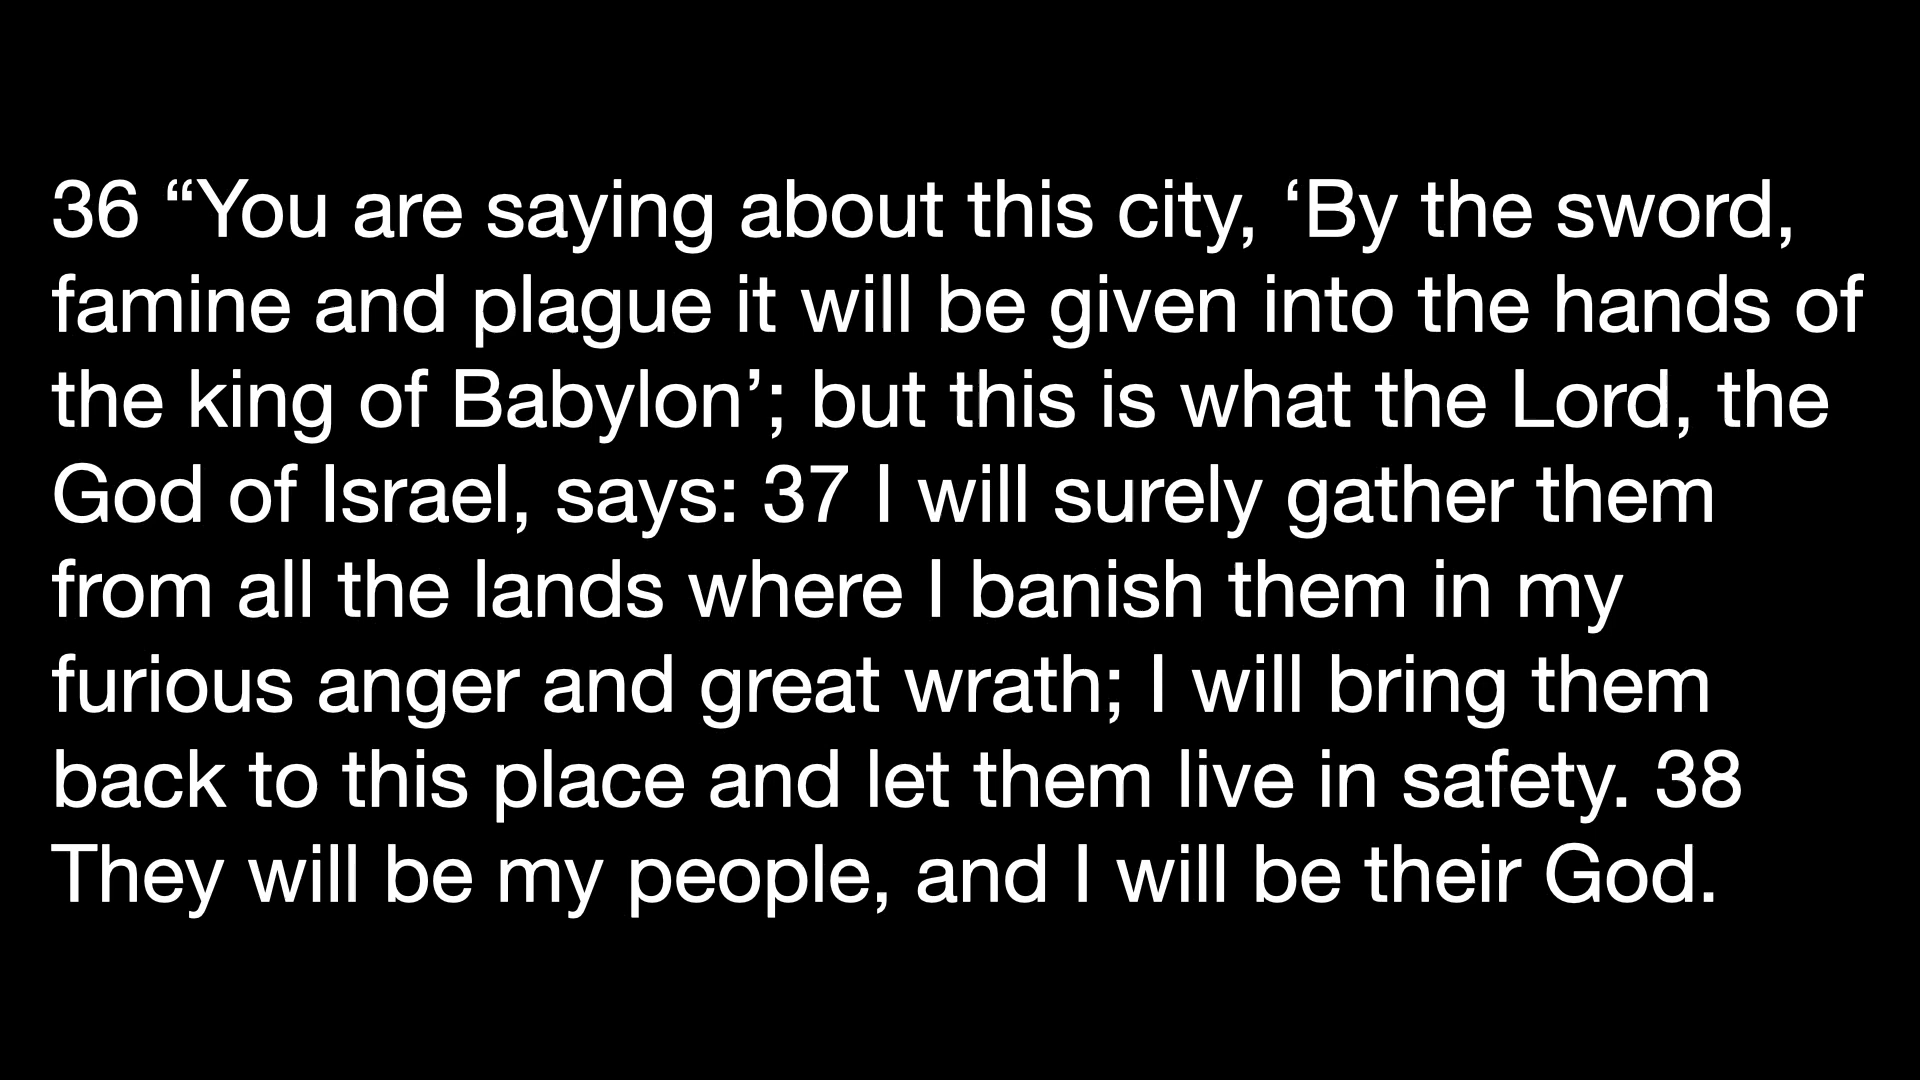 36 “You are saying about this city, ‘By the sword,
famine and plague it will be given into the hands of
the king of Babylon’; but this is what the Lord, the
God of Israel, says: 37 I will surely gather them
from all the lands where I banish them in my
furious anger and great wrath; I will bring them
back to this place and let them live in safety. 38
They will be my people, and I will be their God.